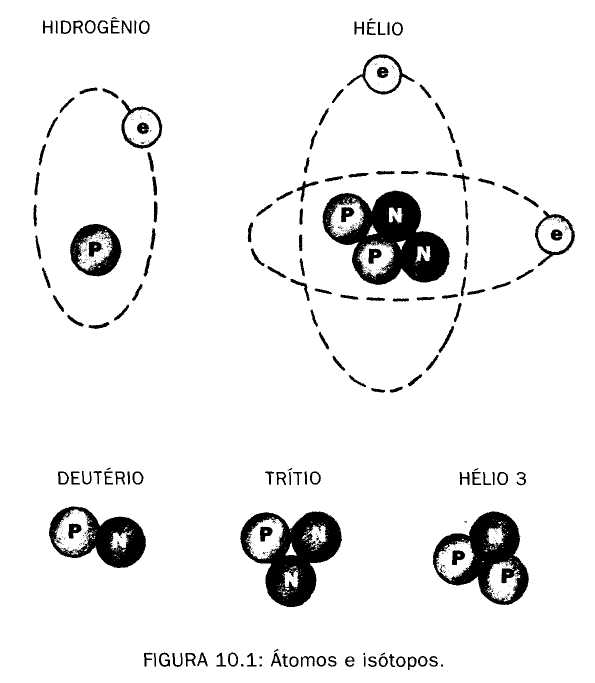 HIDROGÊNIO
HÉLIO
e
e
P
P N
P N
e
DEUTÉRIO
TRÍTIO
HÉLIO 3
P N
P N
N
N
P
P
FIGURA 10.1: Átomos e isótopos.